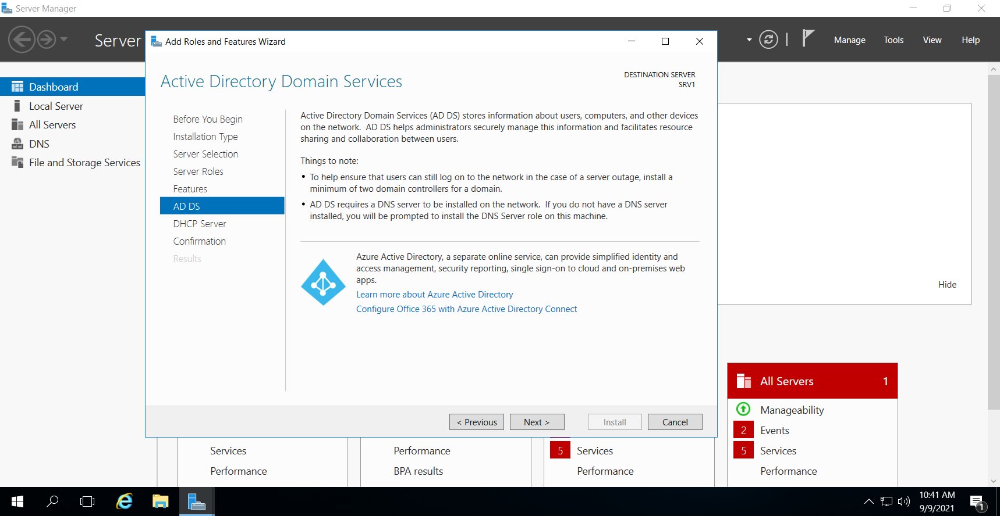 Server Manager
Server
Manage
Tools
View
Help
Dashboard
Local Server
All Servers
DNS
File and Storage Services
Add Roles and Features Wizard
Active Directory Domain Services
DESTINATION SERVER
SRV1
Before You Begin
Installation Type
Server Selection
Server Roles
Features
AD DS
DHCP Server
Confirmation
Results
Active Directory Domain Services (AD DS) stores information about users, computers, and other devices
on the network.  AD DS helps administrators securely manage this information and facilitates resource
sharing and collaboration between users.
Things to note:
• To help ensure that users can still log on to the network in the case of a server outage, install a
minimum of two domain controllers for a domain.
• AD DS requires a DNS server to be installed on the network.  If you do not have a DNS server
installed, you will be prompted to install the DNS Server role on this machine.
Azure Active Directory, a separate online service, can provide simplified identity and
access management, security reporting, single sign-on to cloud and on-premises web
apps.
Learn more about Azure Active Directory
Configure Office 365 with Azure Active Directory Connect
< Previous
Next >
Install
Cancel
Hide
All Servers 1
Manageability
2 Events
5 Services
Performance
Services
Performance
Performance
BPA results
5 Services
Performance
10:41 AM
9/9/2021
1